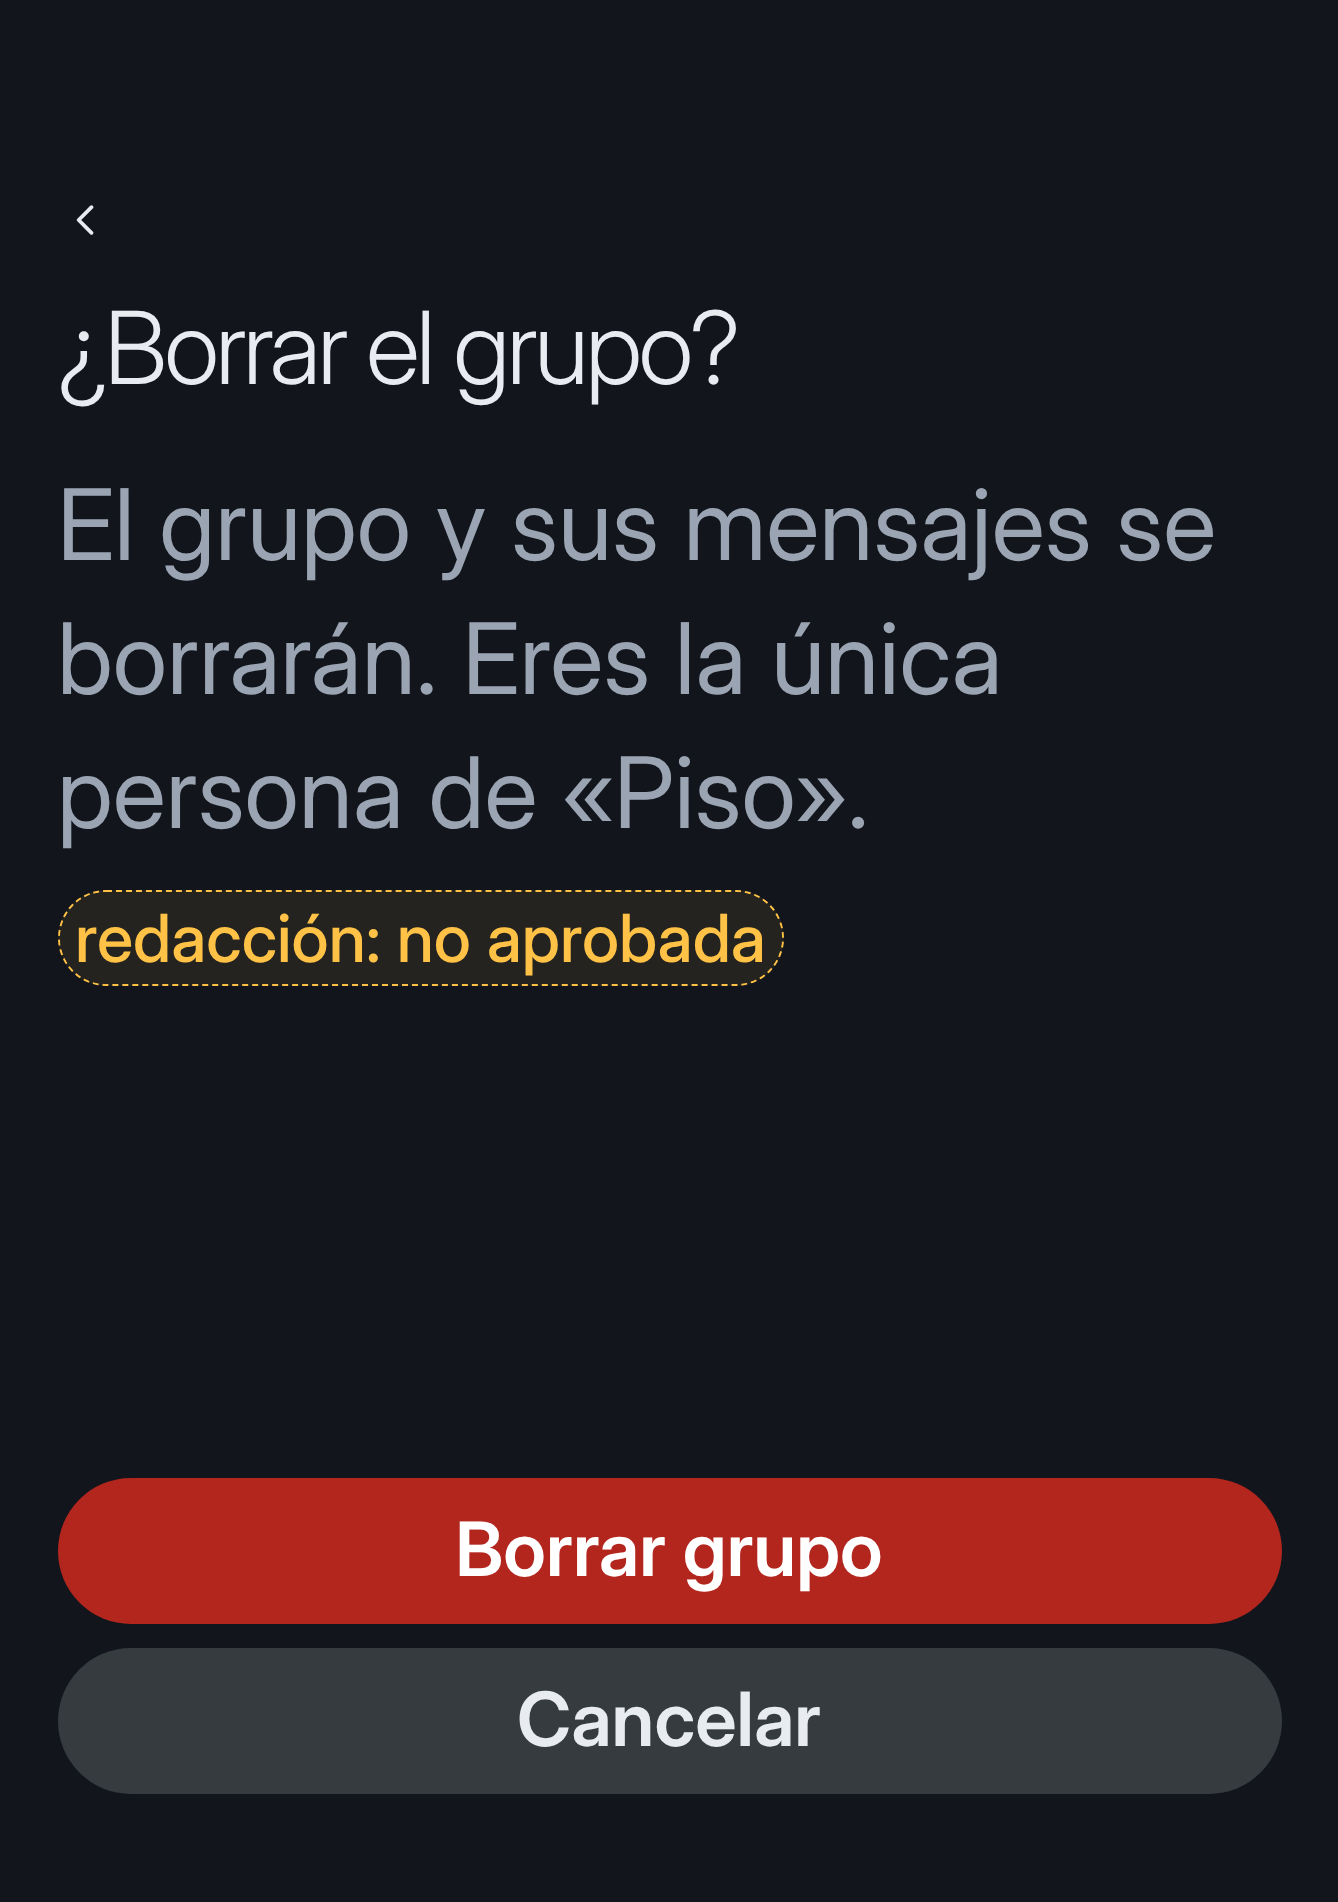 ¿Borrar el grupo?
El grupo y sus mensajes se
borrarán. Eres la única
persona de «Piso».
redacción: no aprobada
Borrar grupo
Cancelar